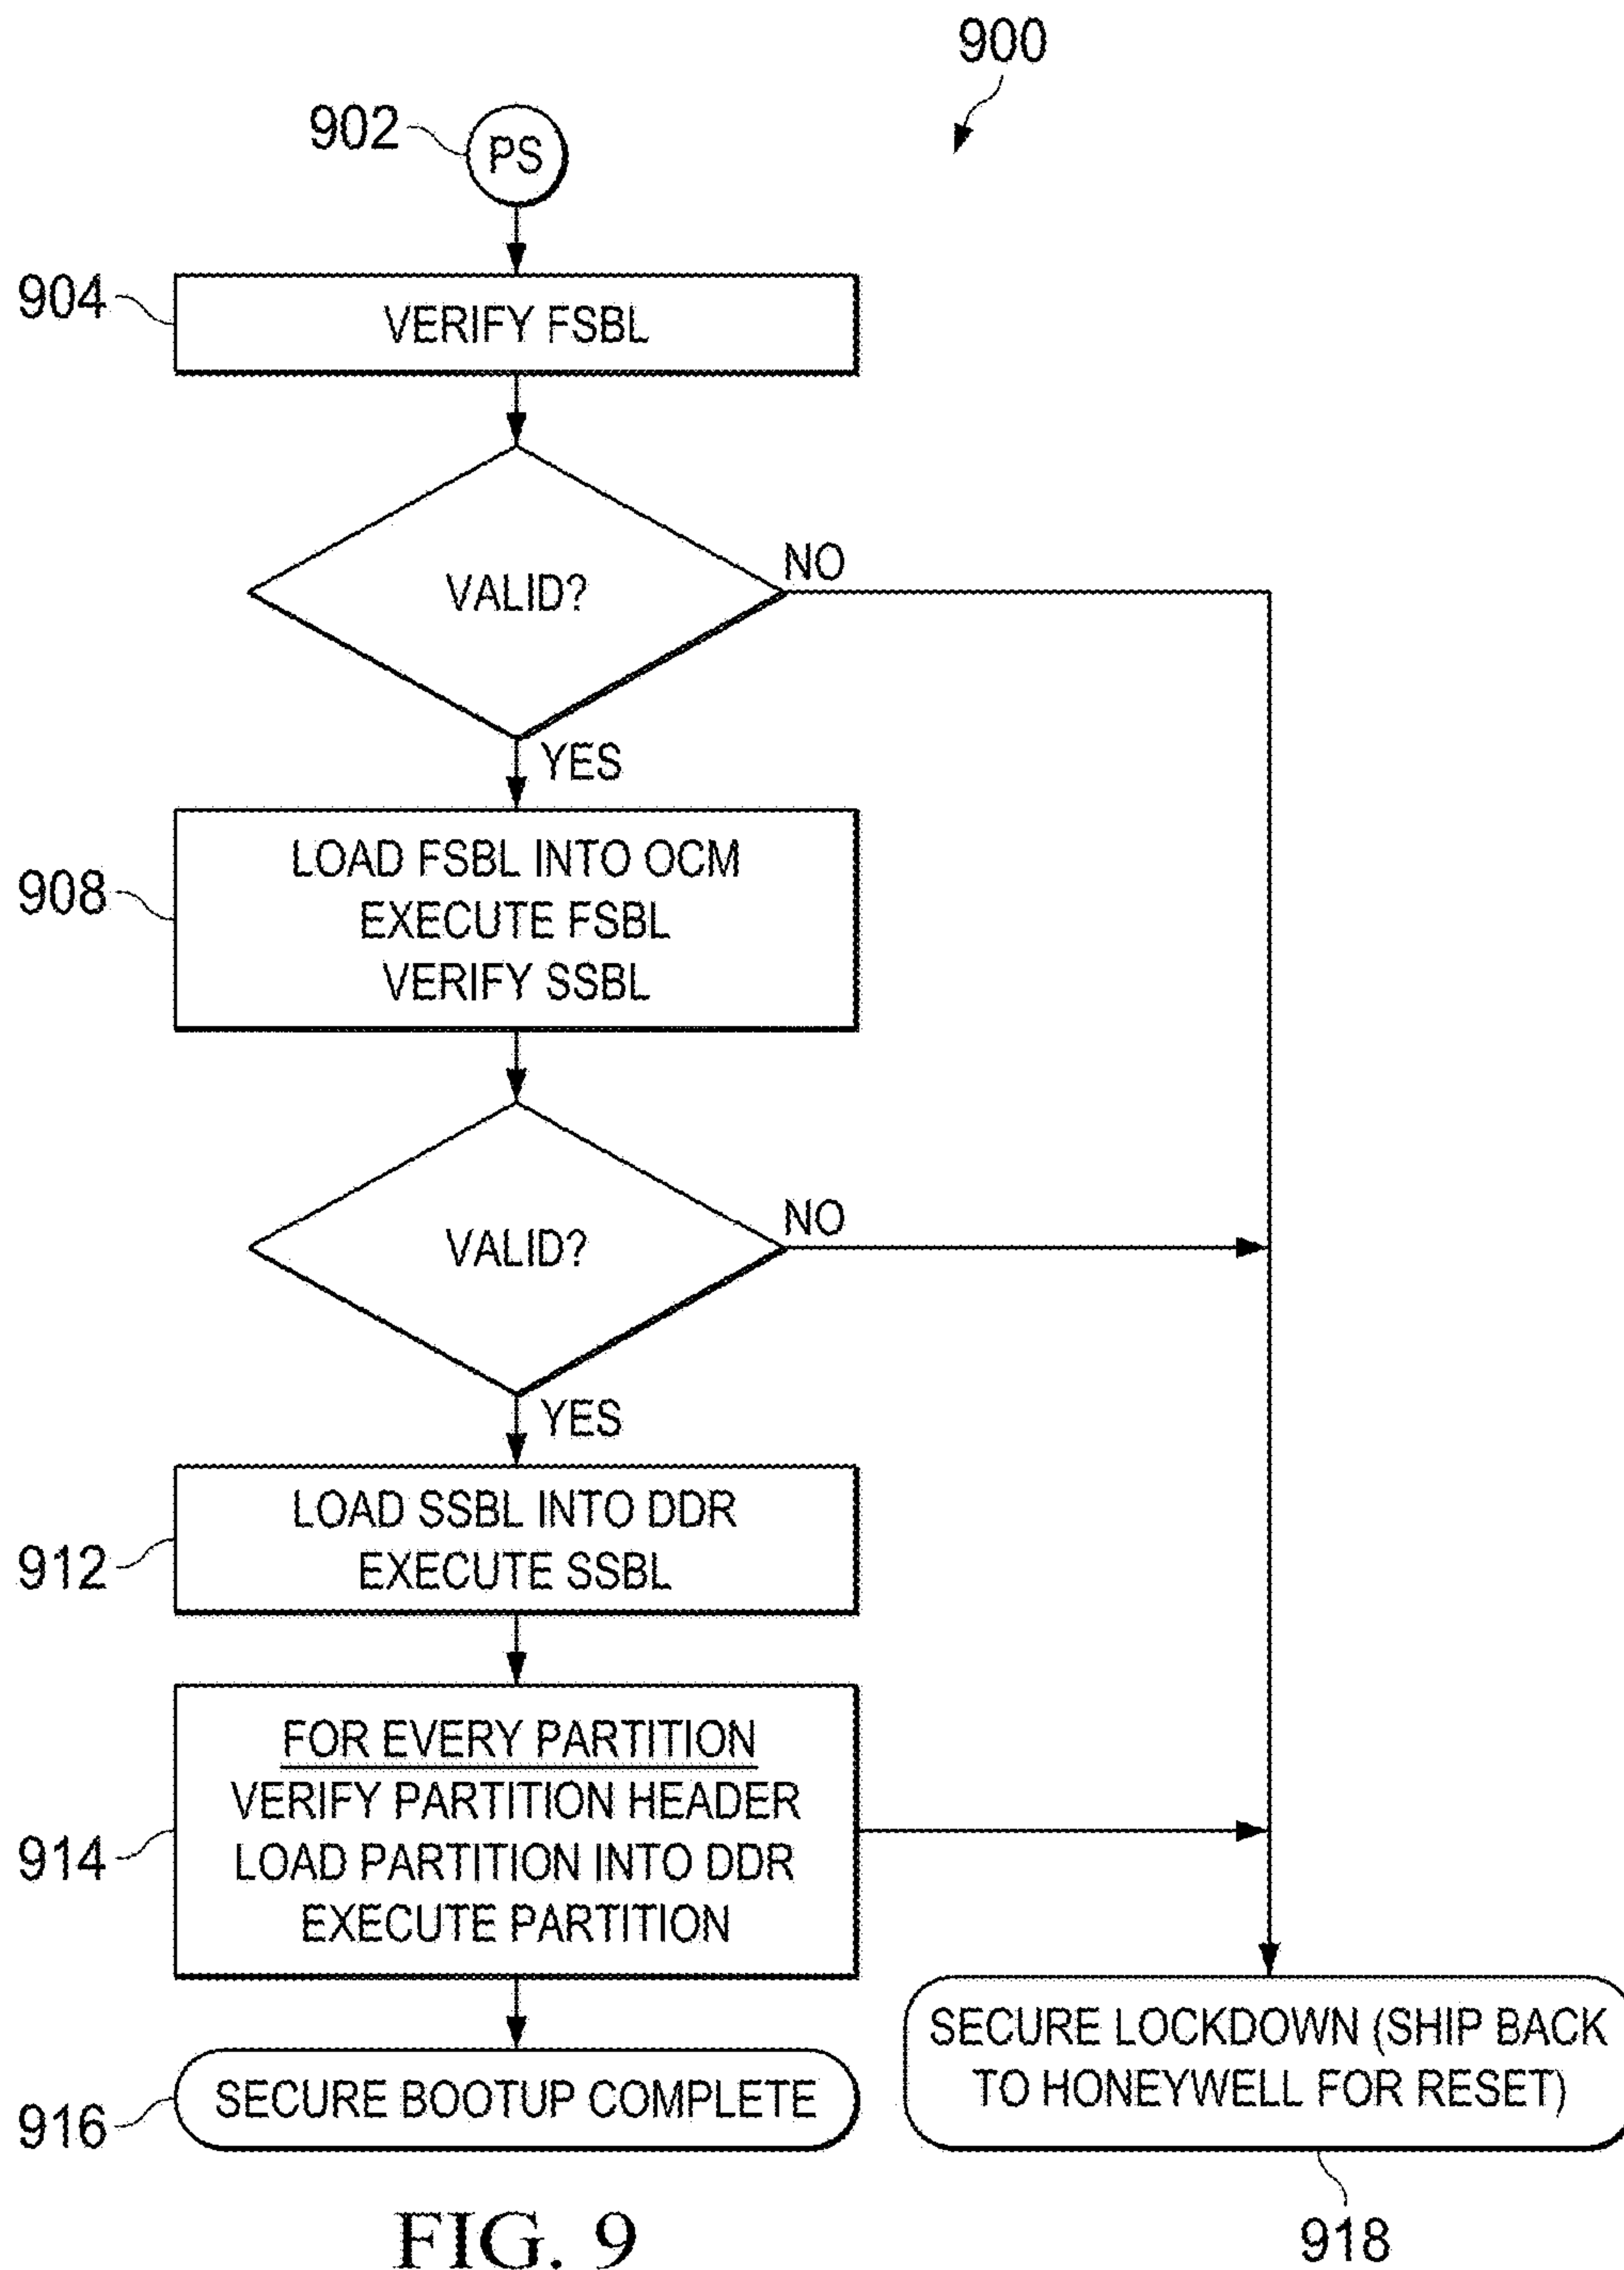 900
902
PS
904
VERIFY FSBL
VALID?
NO
YES
908
LOAD FSBL INTO OCM
EXECUTE FSBL
VERIFY SSBL
VALID?
NO
YES
912
LOAD SSBL INTO DDR
EXECUTE SSBL
914
FOR EVERY PARTITION
VERIFY PARTITION HEADER
LOAD PARTITION INTO DDR
EXECUTE PARTITION
916
SECURE BOOTUP COMPLETE
SECURE LOCKDOWN (SHIP BACK
TO HONEYWELL FOR RESET)
918
FIG. 9